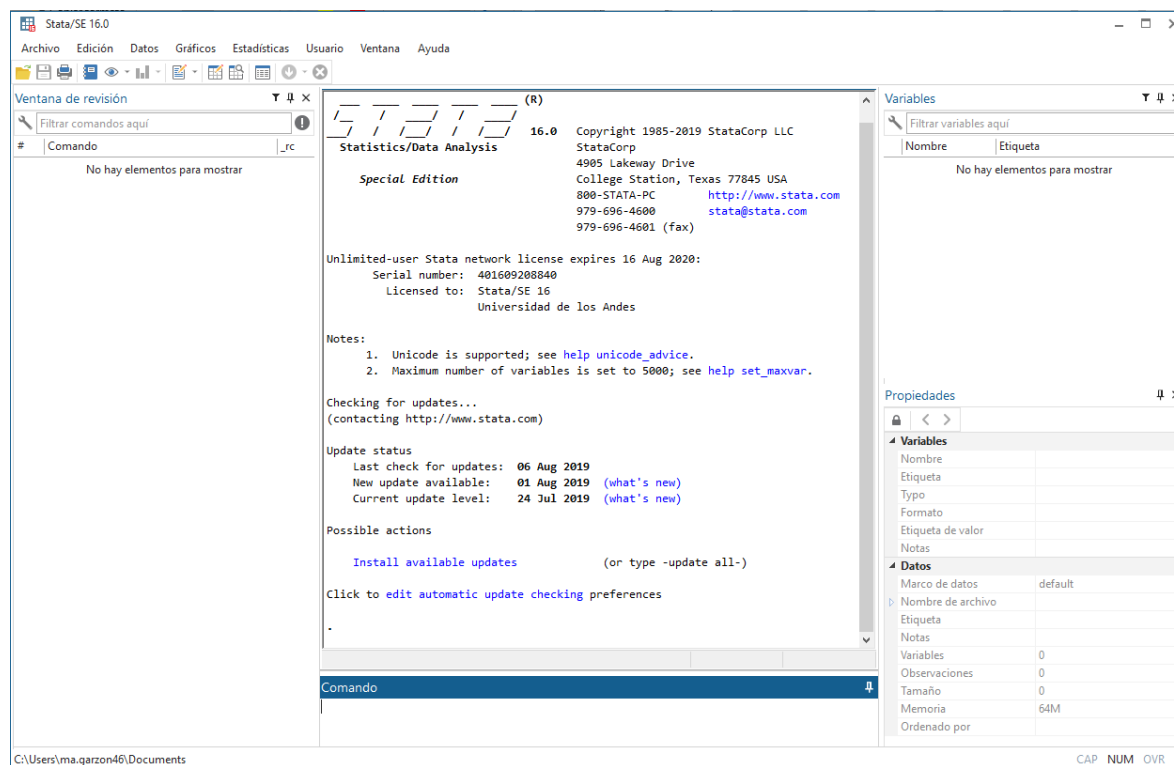 Stata/SE 16.0
Archivo Edición Datos Gráficos Estadísticas Usuario Ventana Ayuda
Ventana de revisión
Filtrar comandos aquí
# Comando _rc
No hay elementos para mostrar
(R)
16.0 Copyright 1985-2019 StataCorp LLC
Statistics/Data Analysis StataCorp
4905 Lakeway Drive
Special Edition College Station, Texas 77845 USA
800-STATA-PC http://www.stata.com
979-696-4600 stata@stata.com
979-696-4601 (fax)
Unlimited-user Stata network license expires 16 Aug 2020:
Serial number: 401609208840
Licensed to: Stata/SE 16
Universidad de los Andes
Notes:
1. Unicode is supported; see help unicode_advice.
2. Maximum number of variables is set to 5000; see help set_maxvar.
Checking for updates...
(contacting http://www.stata.com)
Update status
Last check for updates: 06 Aug 2019
New update available: 01 Aug 2019 (what's new)
Current update level: 24 Jul 2019 (what's new)
Possible actions
Install available updates (or type -update all-)
Click to edit automatic update checking preferences
.
Comando
Variables
Filtrar variables aquí
Nombre Etiqueta
No hay elementos para mostrar
Propiedades
Variables
Nombre
Etiqueta
Typo
Formato
Etiqueta de valor
Notas
Datos
Marco de datos default
Nombre de archivo
Etiqueta
Notas
Variables 0
Observaciones 0
Tamaño 0
Memoria 64M
Ordenado por
C:\Users\ma.garzon46\Documents
CAP NUM OVR